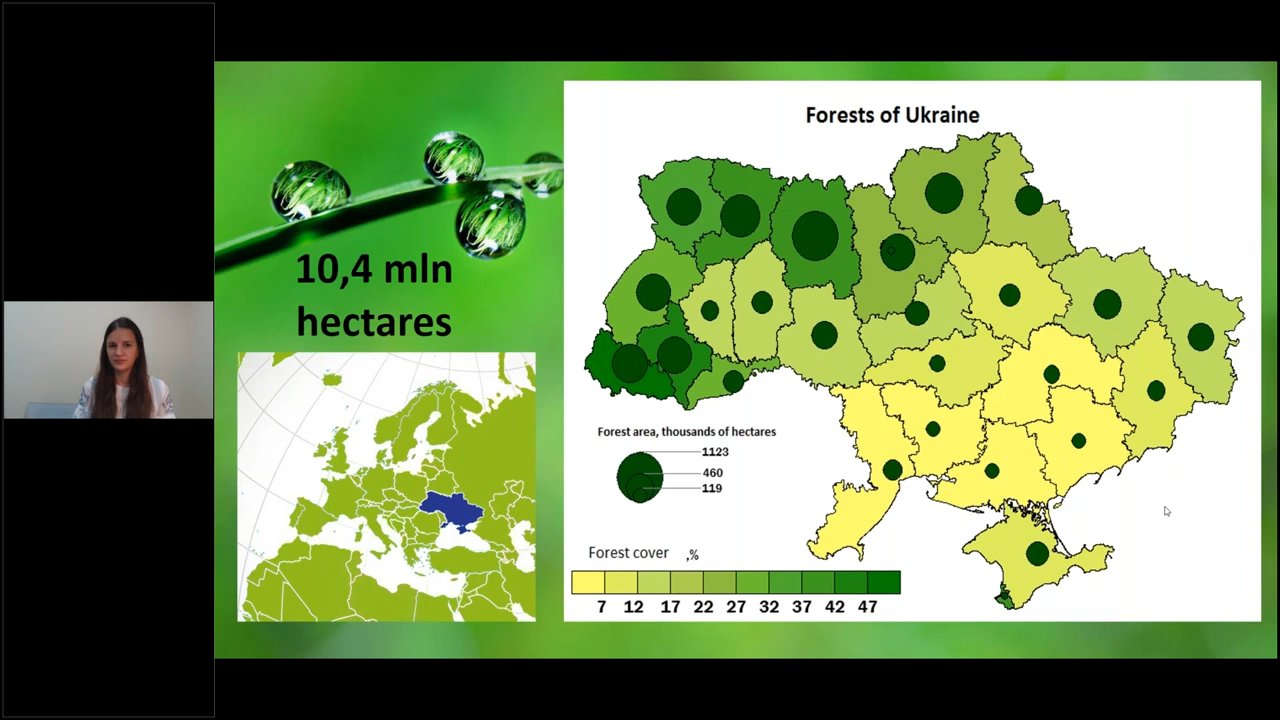 10,4 mln
hectares
Forests of Ukraine
Forest area, thousands of hectares
1123
460
119
Forest cover ,%
7 12 17 22 27 32 37 42 47